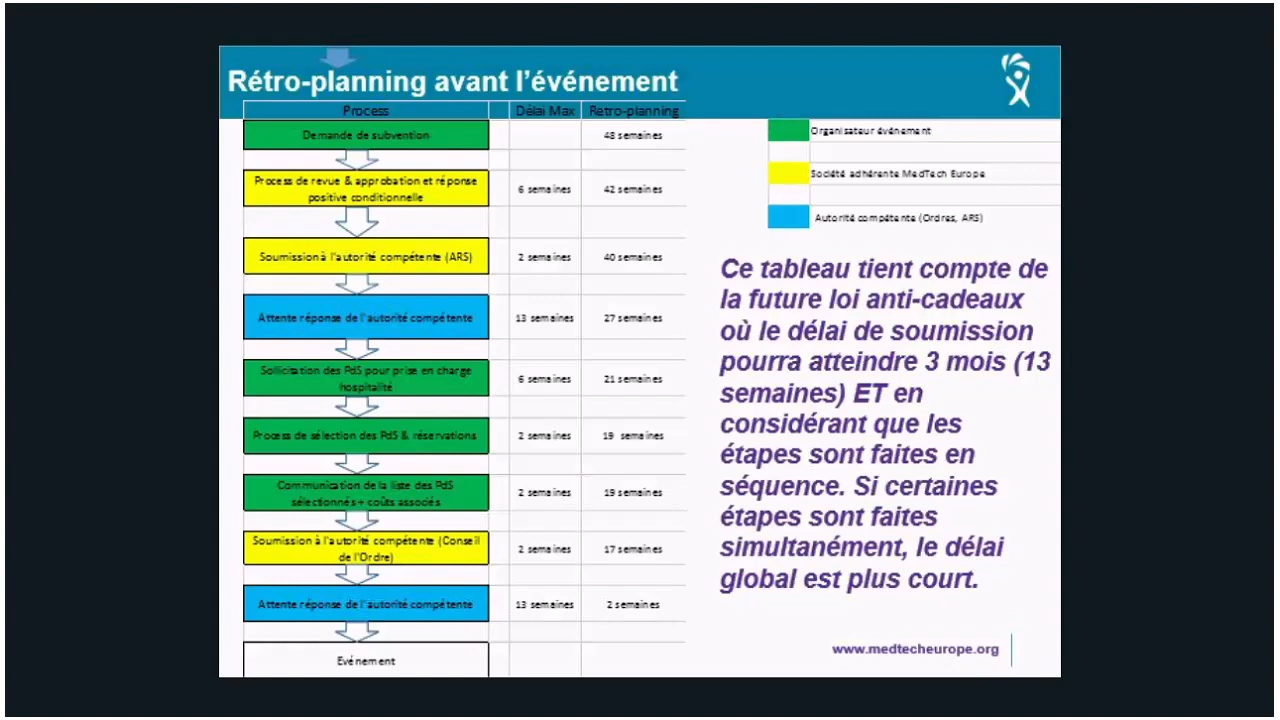 Rétro-planning avant l'événement
Process Délai Max Retro-planning
Demande de subvention 48 semaines
Process de revue & approbation et réponse
positive conditionnelle 6 semaines 42 semaines
Soumission à l'autorité compétente (ARS) 2 semaines 40 semaines
Attente réponse de l'autorité compétente 13 semaines 27 semaines
Sollicitation des PdS pour prise en charge
hospitalité 6 semaines 21 semaines
Process de sélection des PdS & réservations 2 semaines 19 semaines
Communication de la liste des PdS
sélectionnés + coûts associés 2 semaines 19 semaines
Soumission à l'autorité compétente (Conseil
de l'Ordre) 2 semaines 17 semaines
Attente réponse de l'autorité compétente 13 semaines 2 semaines
Evénement
Organisateur événement
Société adhérente MedTech Europe
Autorité compétente (Ordres, ARS)
Ce tableau tient compte de
la future loi anti-cadeaux
où le délai de soumission
pourra atteindre 3 mois (13
semaines) ET en
considérant que les
étapes sont faites en
séquence. Si certaines
étapes sont faites
simultanément, le délai
global est plus court.
www.medtecheurope.org